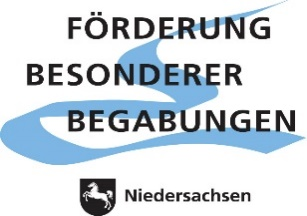 FÖRDERUNG
BESONDERER
BEGABUNGEN
Niedersachsen